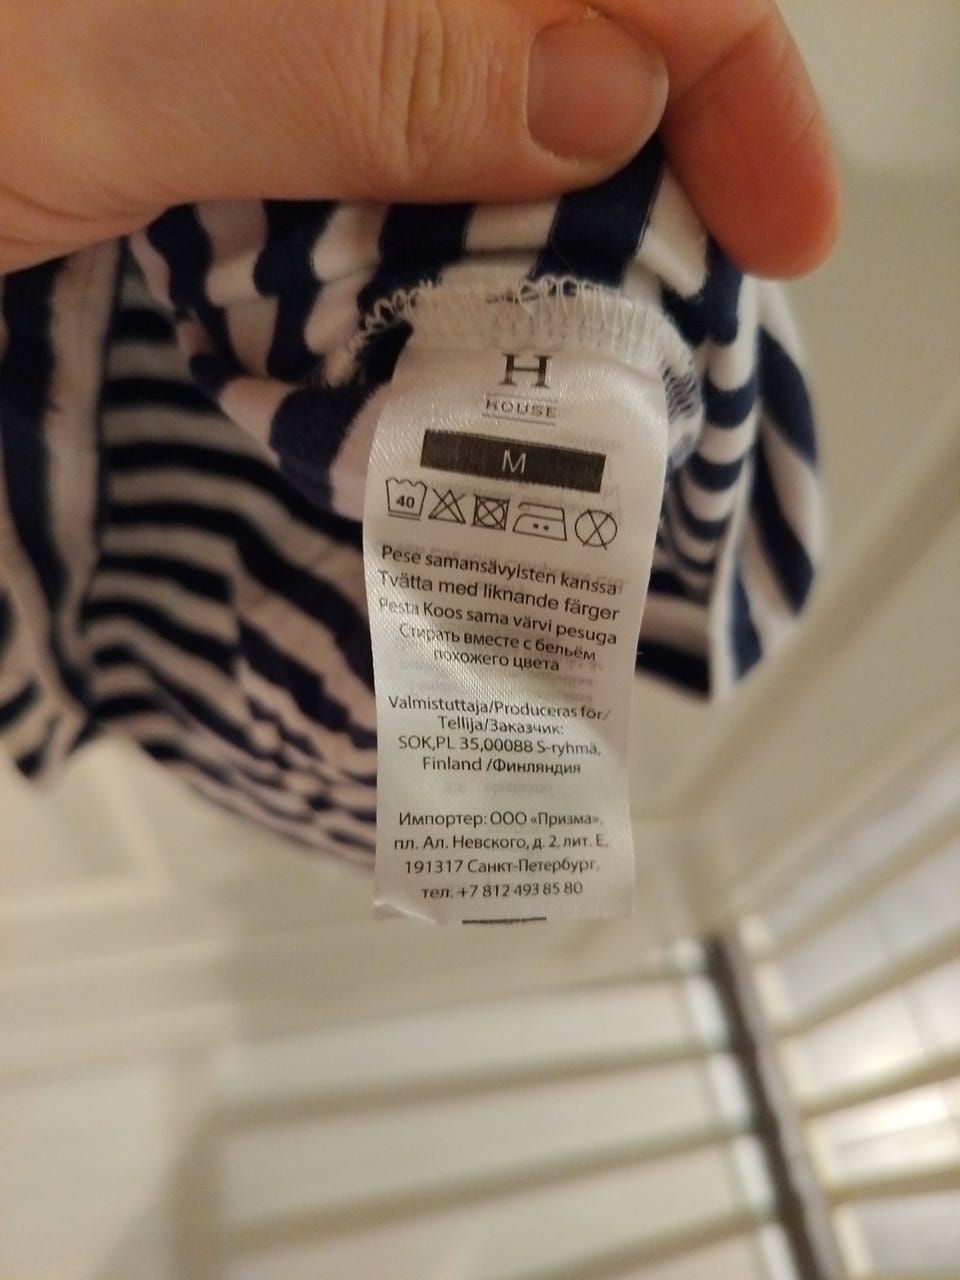 H
HOUSE
M
40
Pese samansävyisten kanssa
Tvätta med liknande färger
Pesta Koos sama värvi pesuga
Стирать вместе с бельём
похожего цвета
Valmistuttaja/Produceras för/
Tellija/Заказчик:
SOK,PL 35,00088 S-ryhmä,
Finland /Финляндия
Импортер: ООО «Призма»,
пл. Ал. Невского, д. 2, лит. Е,
191317 Санкт-Петербург,
тел. +7 812 493 85 80